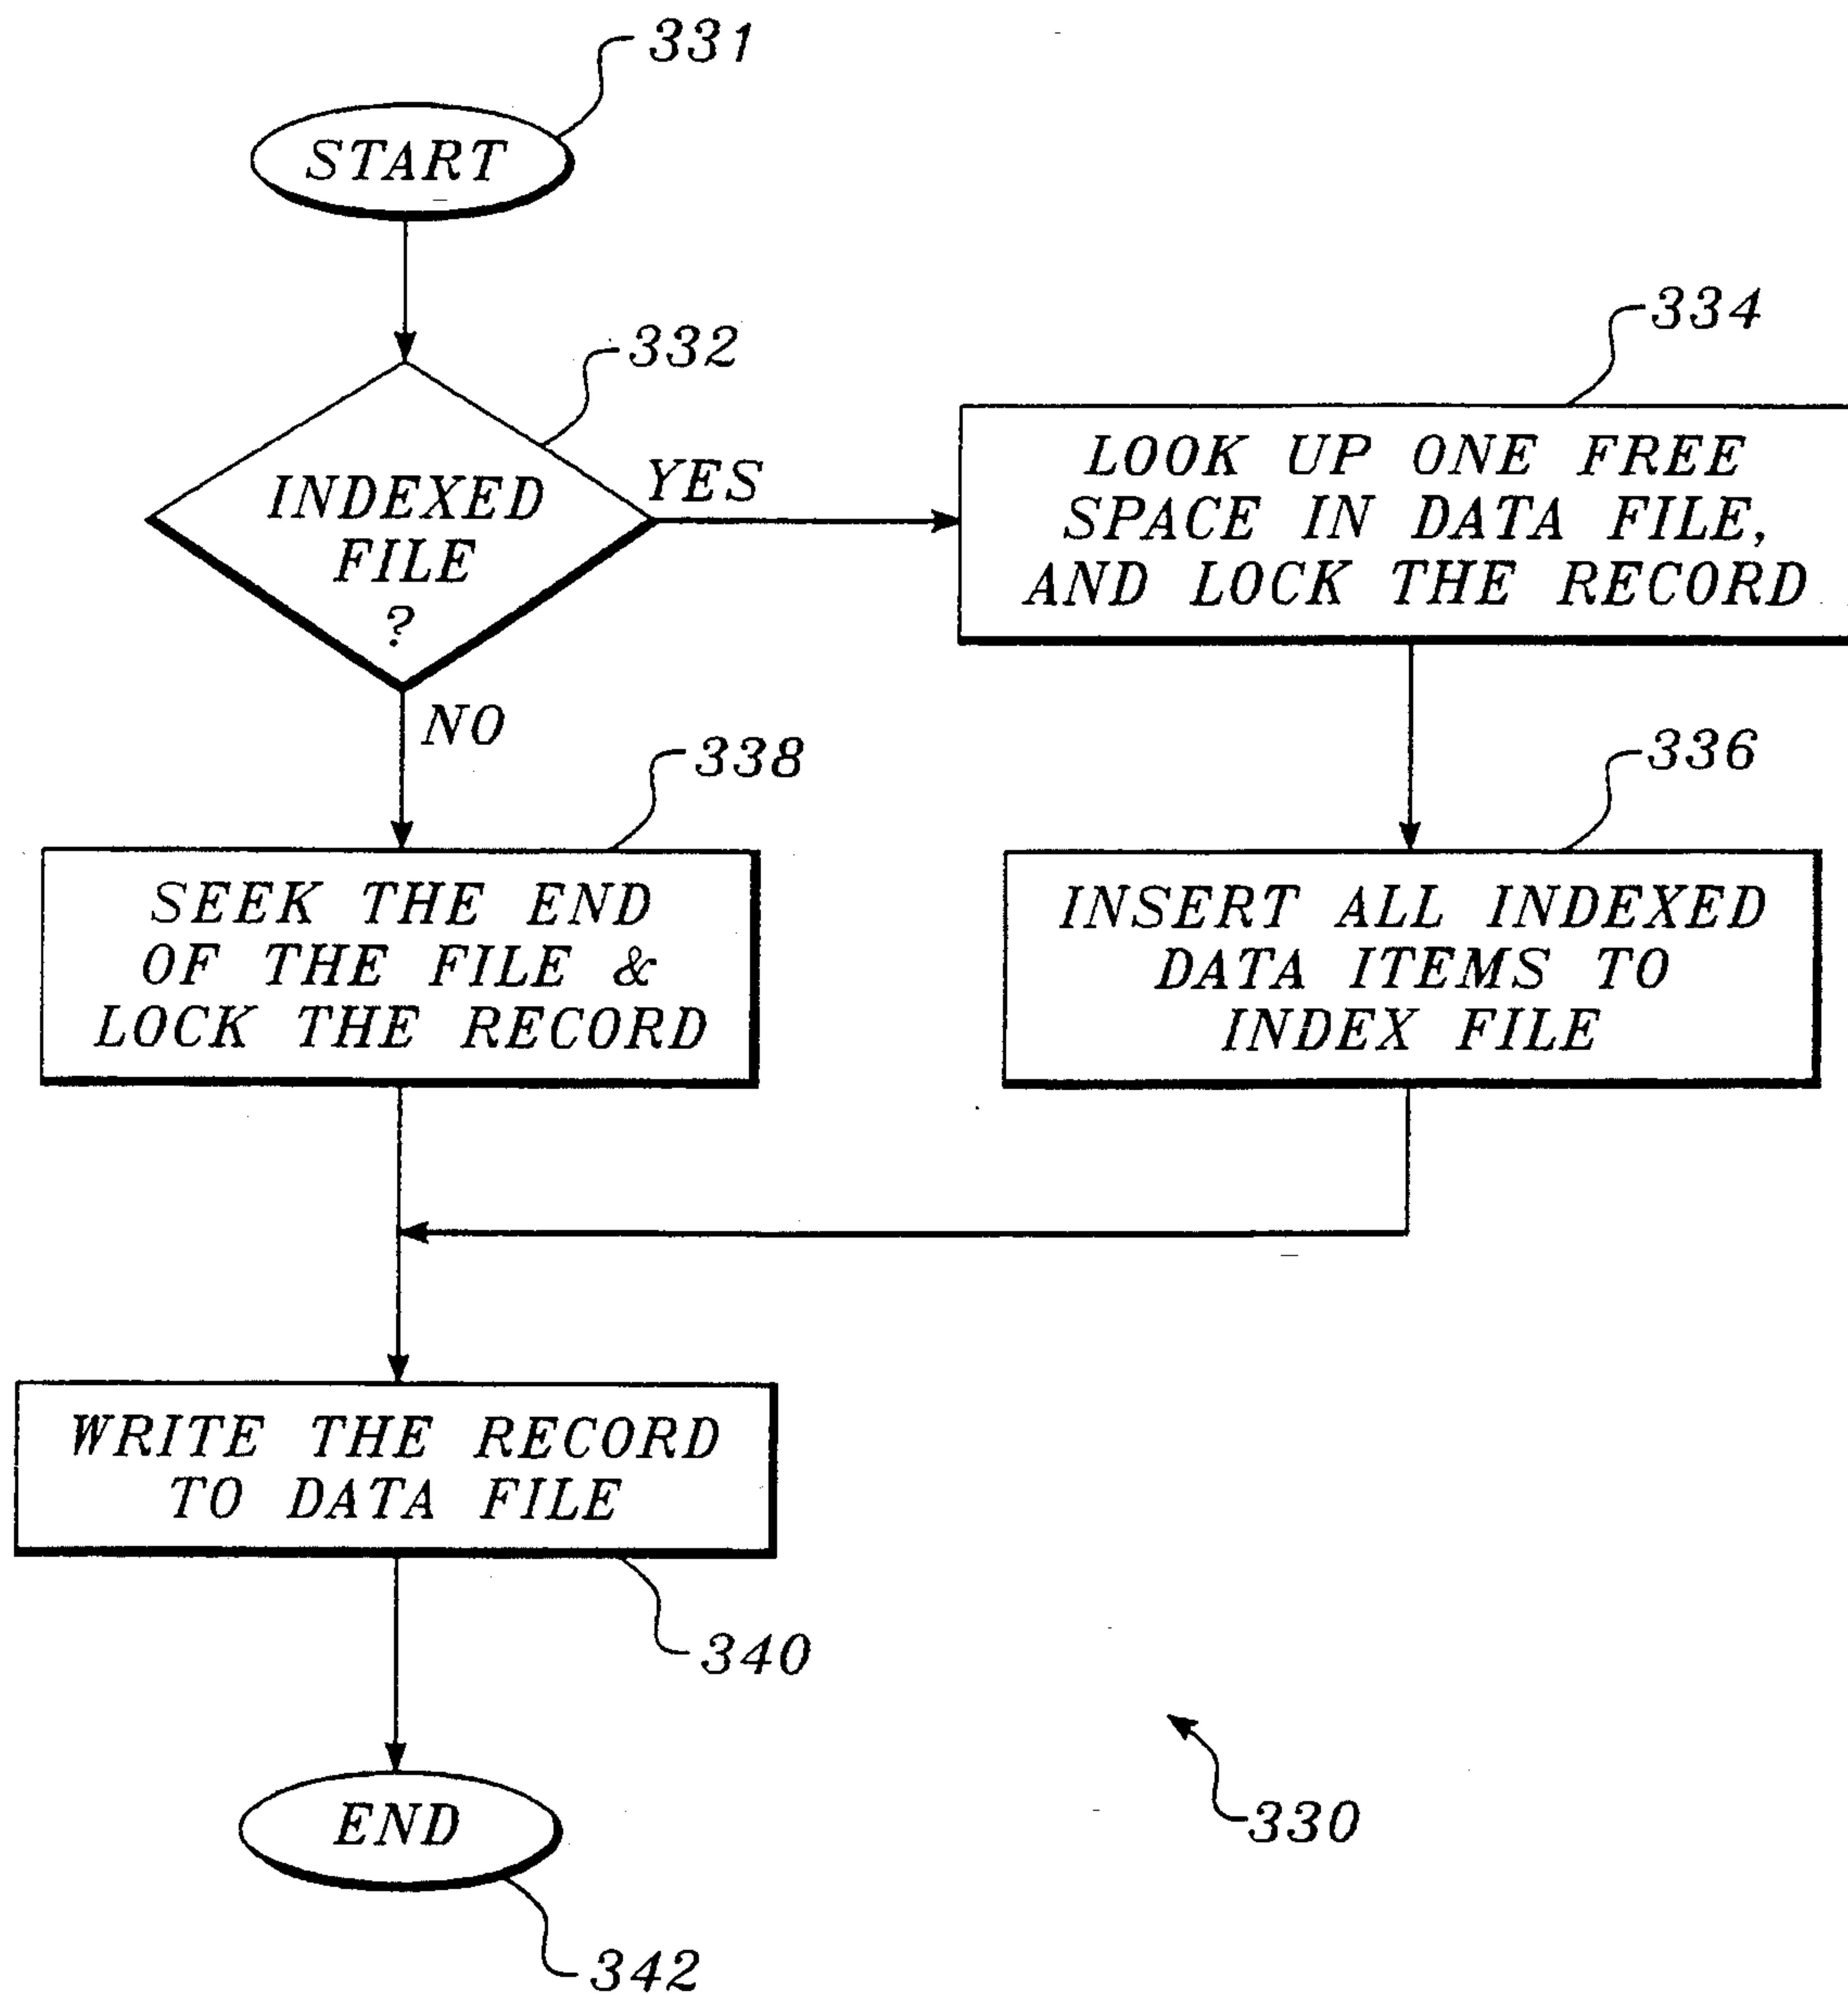 331
START
332
INDEXED
FILE
?
YES
334
LOOK UP ONE FREE
SPACE IN DATA FILE,
AND LOCK THE RECORD
NO
338
SEEK THE END
OF THE FILE &
LOCK THE RECORD
336
INSERT ALL INDEXED
DATA ITEMS TO
INDEX FILE
WRITE THE RECORD
TO DATA FILE
340
END
342
330